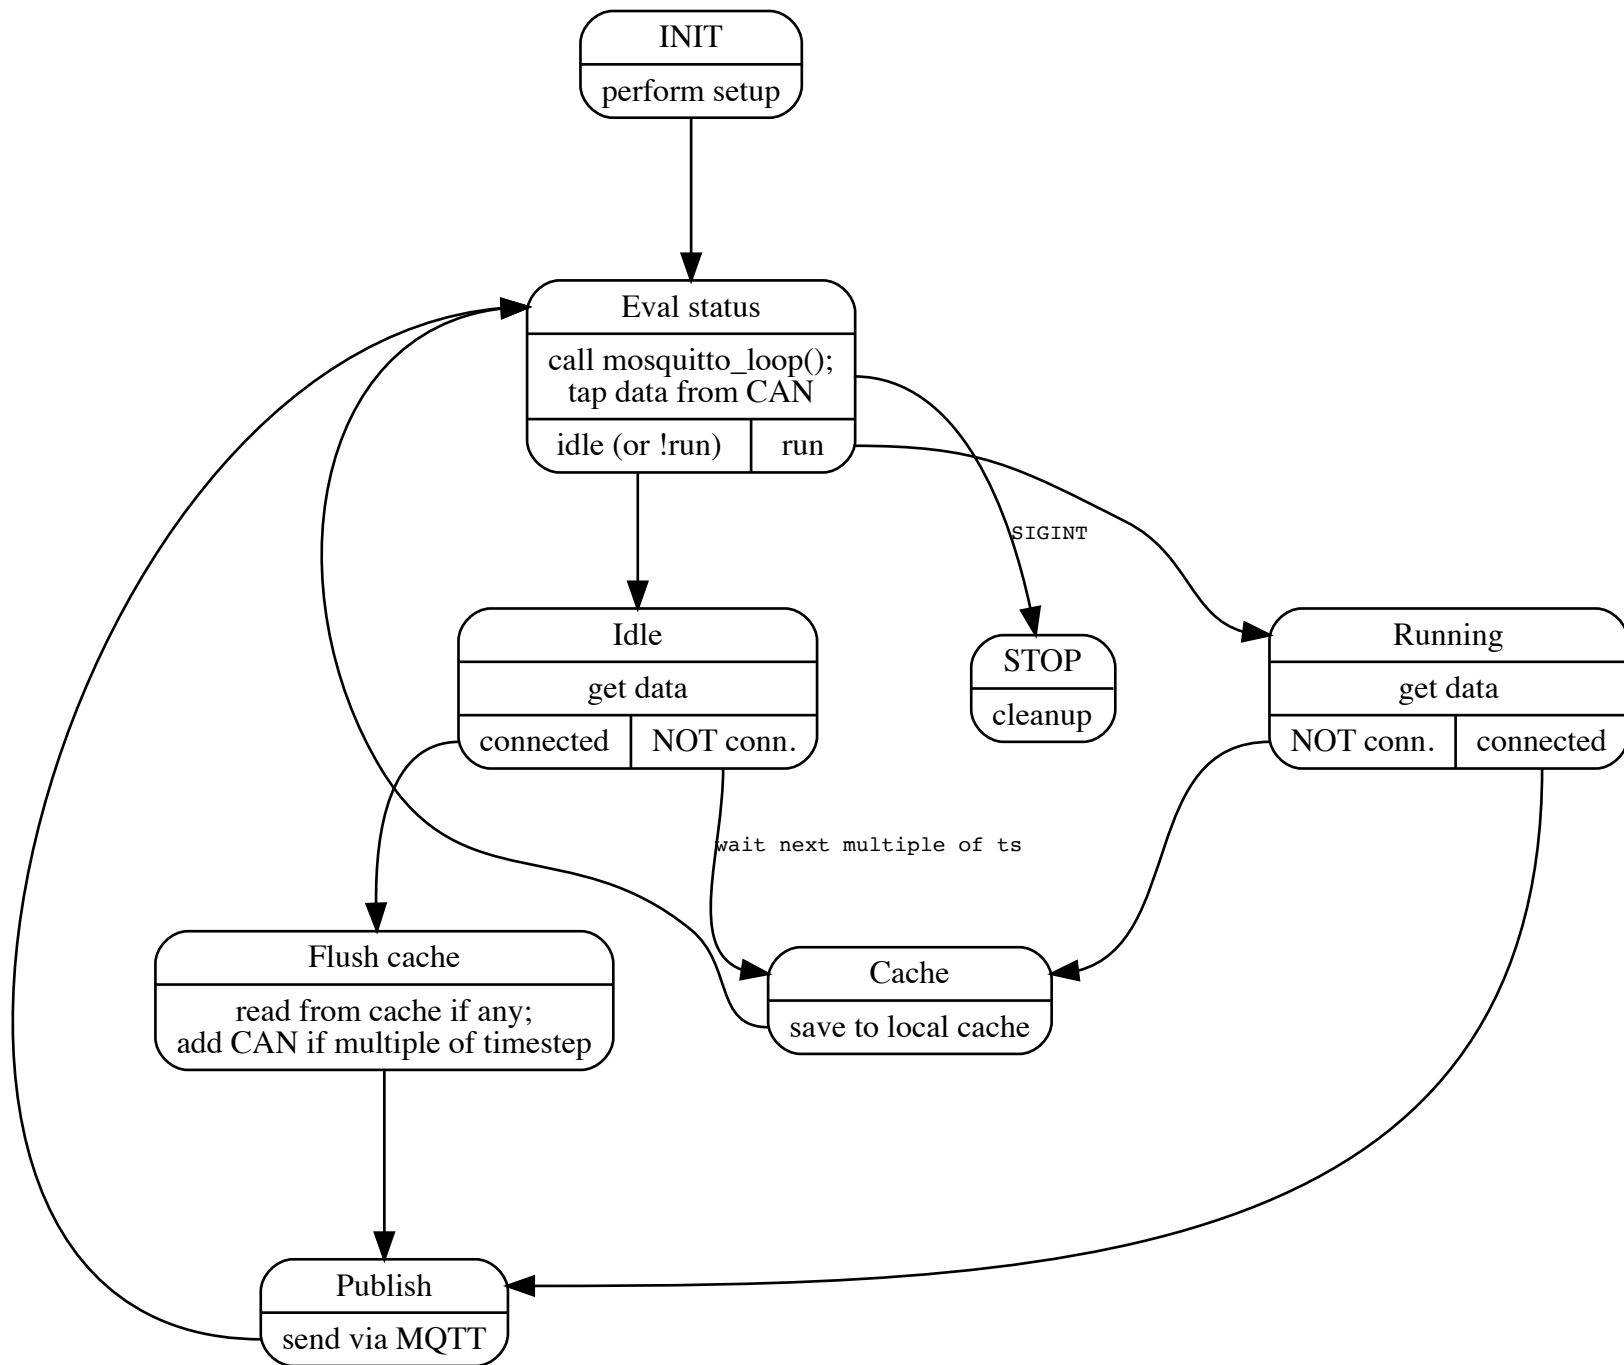 INIT
perform setup
Eval status
call mosquitto_loop();
tap data from CAN
idle (or !run)
run
SIGINT
Idle
get data
connected
NOT conn.
STOP
cleanup
Running
get data
NOT conn.
connected
wait next multiple of ts
Flush cache
read from cache if any;
add CAN if multiple of timestep
Cache
save to local cache
Publish
send via MQTT